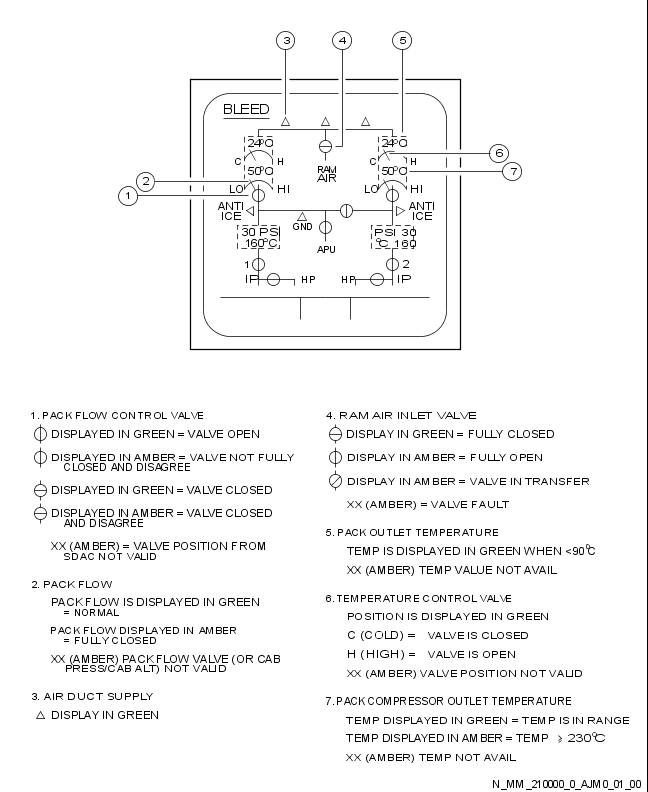 3
4
5
BLEED
24°C
24°C
6
C
H
C
H
RAM
AIR
7
50°C
50°C
2
LO
HI
LO
HI
1
ANTI
ICE
ANTI
ICE
GND
30 PSI
160°C
APU
PSI 30
°C 160
1
2
IP
HP
HP
IP
1. PACK FLOW CONTROL VALVE
DISPLAYED IN GREEN = VALVE OPEN
DISPLAYED IN AMBER = VALVE NOT FULLY
CLOSED AND DISAGREE
DISPLAYED IN GREEN = VALVE CLOSED
DISPLAYED IN AMBER = VALVE CLOSED
AND DISAGREE
XX (AMBER) = VALVE POSITION FROM
SDAC NOT VALID
2. PACK FLOW
PACK FLOW IS DISPLAYED IN GREEN
= NORMAL
PACK FLOW DISPLAYED IN AMBER
= FULLY CLOSED
XX (AMBER) PACK FLOW VALVE (OR CAB
PRESS/CAB ALT) NOT VALID
3. AIR DUCT SUPPLY
△ DISPLAY IN GREEN
4. RAM AIR INLET VALVE
DISPLAY IN GREEN = FULLY CLOSED
DISPLAY IN AMBER = FULLY OPEN
DISPLAY IN AMBER = VALVE IN TRANSFER
XX (AMBER) = VALVE FAULT
5. PACK OUTLET TEMPERATURE
TEMP IS DISPLAYED IN GREEN WHEN <90°C
XX (AMBER) TEMP VALUE NOT AVAIL
6. TEMPERATURE CONTROL VALVE
POSITION IS DISPLAYED IN GREEN
C (COLD) = VALVE IS CLOSED
H (HIGH) = VALVE IS OPEN
XX (AMBER) VALVE POSITION NOT VALID
7. PACK COMPRESSOR OUTLET TEMPERATURE
TEMP DISPLAYED IN GREEN = TEMP IS IN RANGE
TEMP DISPLAYED IN AMBER = TEMP ⩾ 230°C
XX (AMBER) TEMP NOT AVAIL
N_MM_210000_0_AJM0_01_00